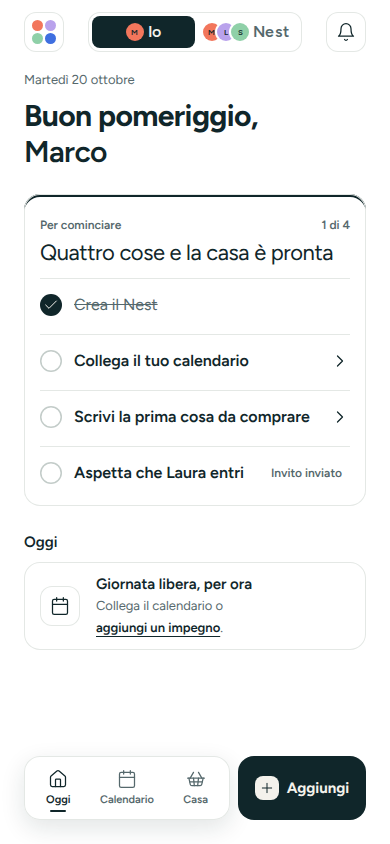 M Io
M L S Nest
Martedì 20 ottobre
Buon pomeriggio,
Marco
Per cominciare
1 di 4
Quattro cose e la casa è pronta
Crea il Nest
Collega il tuo calendario
Scrivi la prima cosa da comprare
Aspetta che Laura entri
Invito inviato
Oggi
Giornata libera, per ora
Collega il calendario o
aggiungi un impegno.
Oggi
Calendario
Casa
Aggiungi